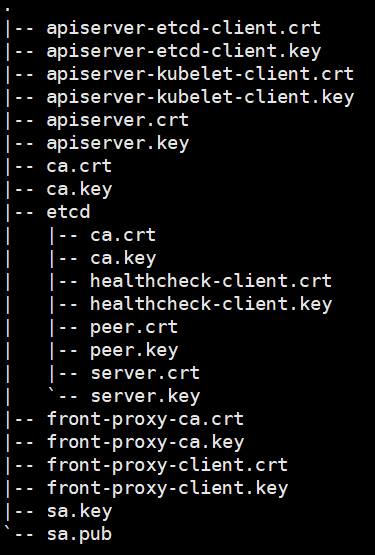 .
|-- apiserver-etcd-client.crt
|-- apiserver-etcd-client.key
|-- apiserver-kubelet-client.crt
|-- apiserver-kubelet-client.key
|-- apiserver.crt
|-- apiserver.key
|-- ca.crt
|-- ca.key
|-- etcd
|   |-- ca.crt
|   |-- ca.key
|   |-- healthcheck-client.crt
|   |-- healthcheck-client.key
|   |-- peer.crt
|   |-- peer.key
|   |-- server.crt
|   `-- server.key
|-- front-proxy-ca.crt
|-- front-proxy-ca.key
|-- front-proxy-client.crt
|-- front-proxy-client.key
|-- sa.key
`-- sa.pub